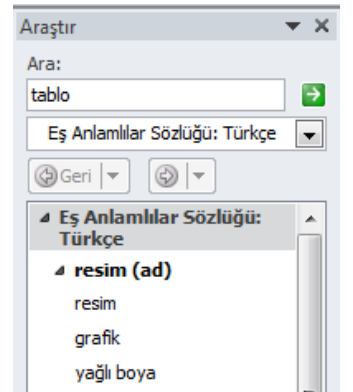 Araştır
Ara:
tablo
Eş Anlamlılar Sözlüğü: Türkçe
Geri
Eş Anlamlılar Sözlüğü:
Türkçe
resim (ad)
resim
grafik
yağlı boya